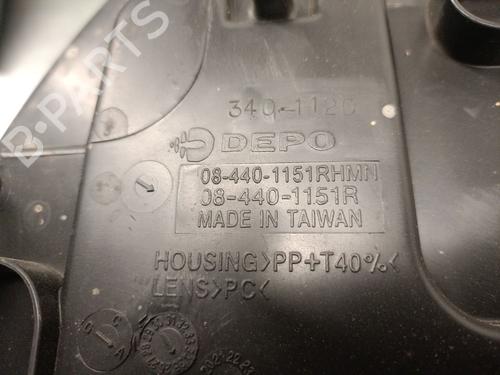 340-1120
DEPO
08-440-1151RHMN
08-440-1151R
MADE IN TAIWAN
HOUSING>PP+T40%<
LENS>PC<
B-PARTS